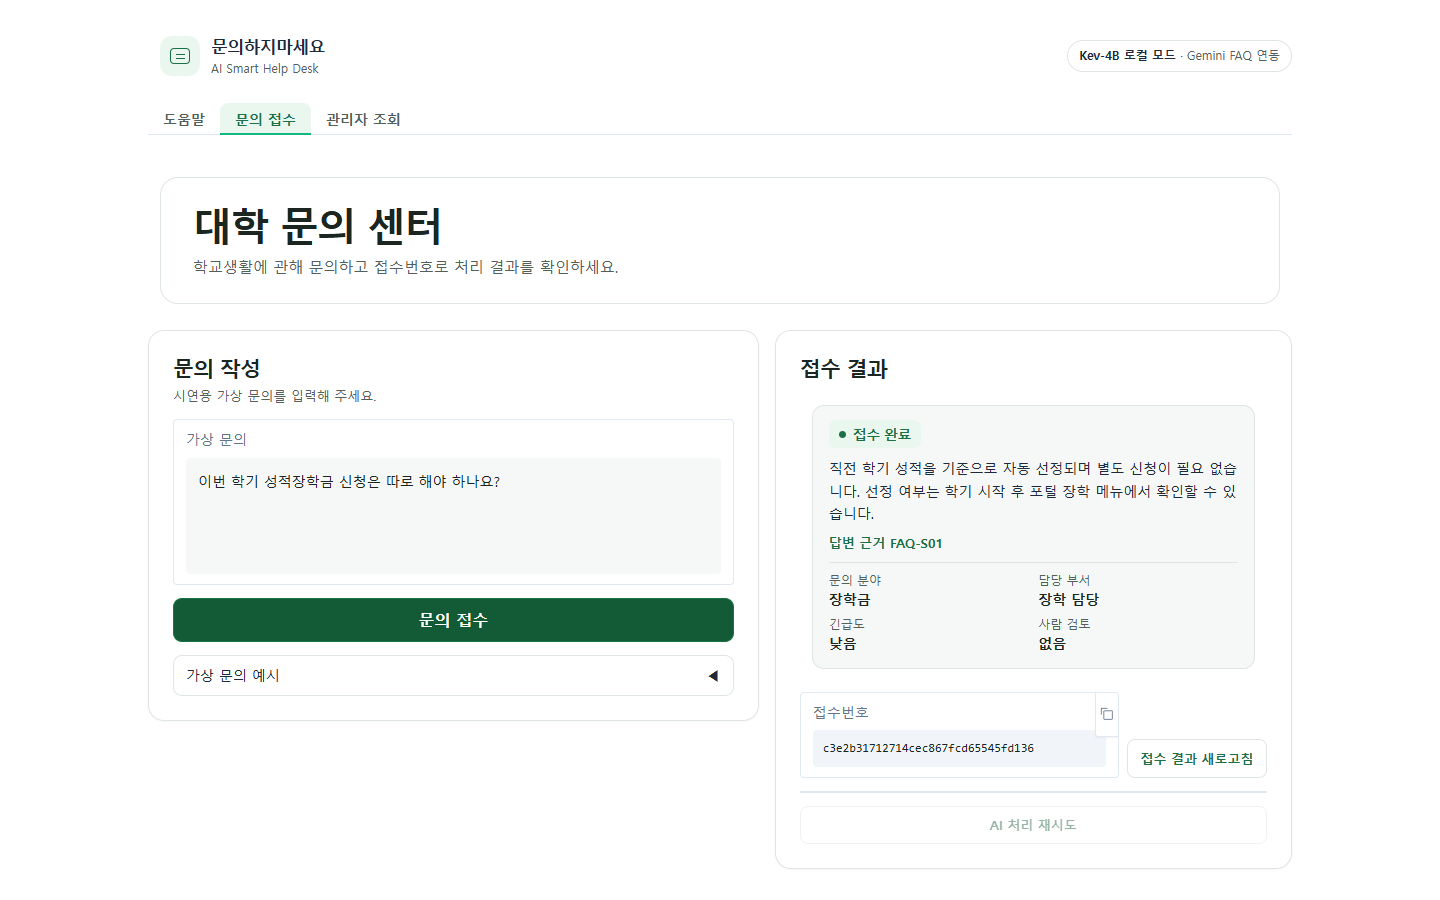 문의하지마세요
AI Smart Help Desk
Kev-4B 로컬 모드 · Gemini FAQ 연동
도움말
문의 접수
관리자 조회
대학 문의 센터
학교생활에 관해 문의하고 접수번호로 처리 결과를 확인하세요.
문의 작성
시연용 가상 문의를 입력해 주세요.
가상 문의
이번 학기 성적장학금 신청은 따로 해야 하나요?
문의 접수
가상 문의 예시
접수 결과
접수 완료
직전 학기 성적을 기준으로 자동 선정되며 별도 신청이 필요 없습
니다. 선정 여부는 학기 시작 후 포털 장학 메뉴에서 확인할 수 있
습니다.
답변 근거 FAQ-S01
문의 분야
장학금
담당 부서
장학 담당
긴급도
낮음
사람 검토
없음
접수번호
c3e2b31712714cec867fcd65545fd136
접수 결과 새로고침
AI 처리 재시도